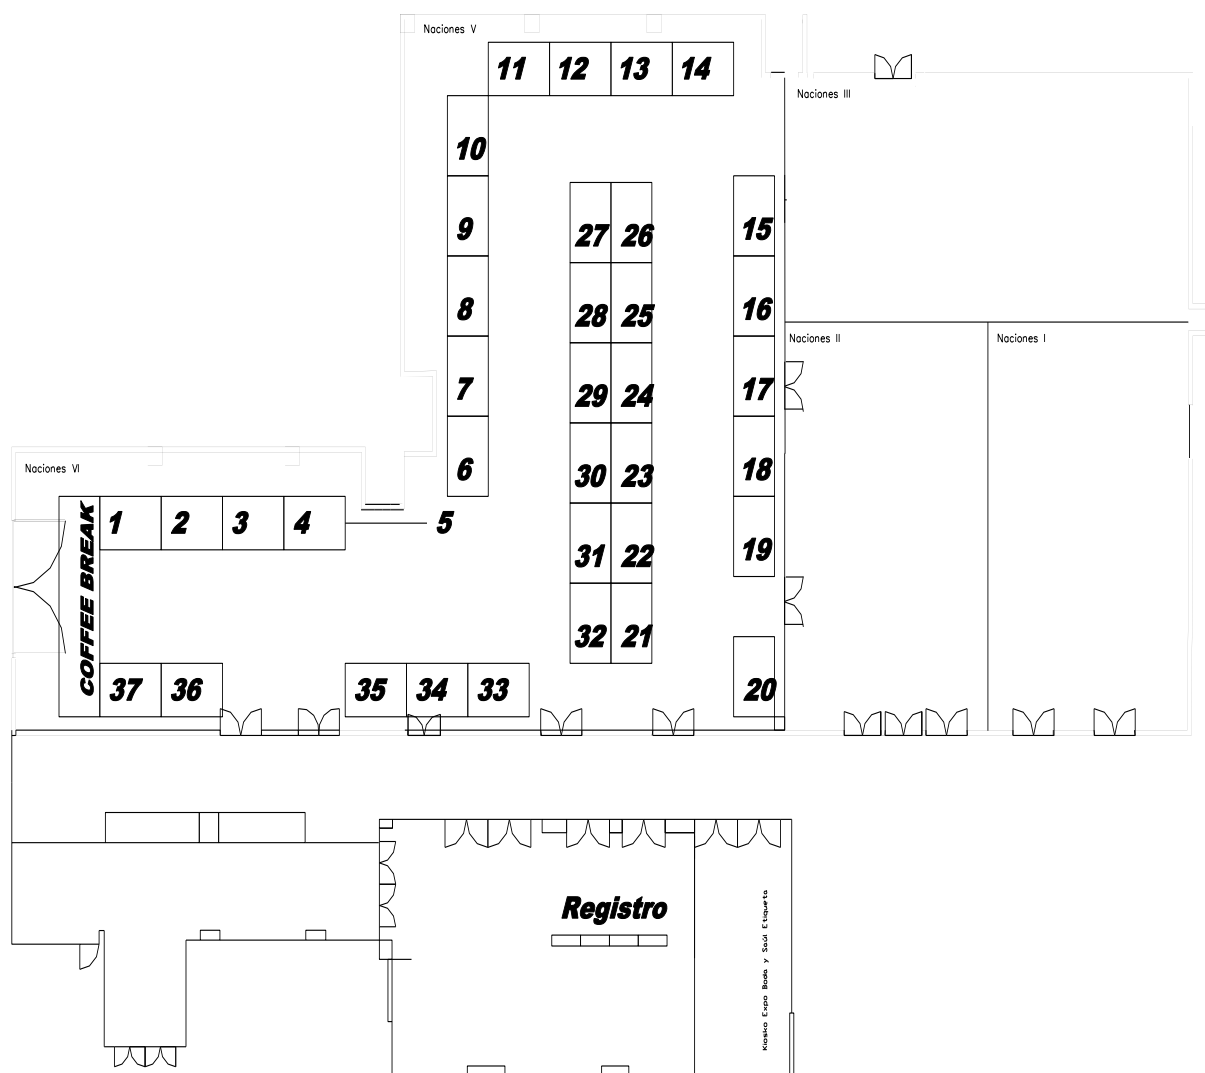 Naciones V
11 12 13 14
Naciones III
10
9
27 26
15
8
28 25
16
Naciones II
Naciones I
7
29 24
17
6
30 23
18
Naciones VI
COFFEE BREAK
1 2 3 4
5
31 22
19
32 21
37 36
35 34 33
20
Registro
Kiosko Expo Boda y Saúl Etiqueta